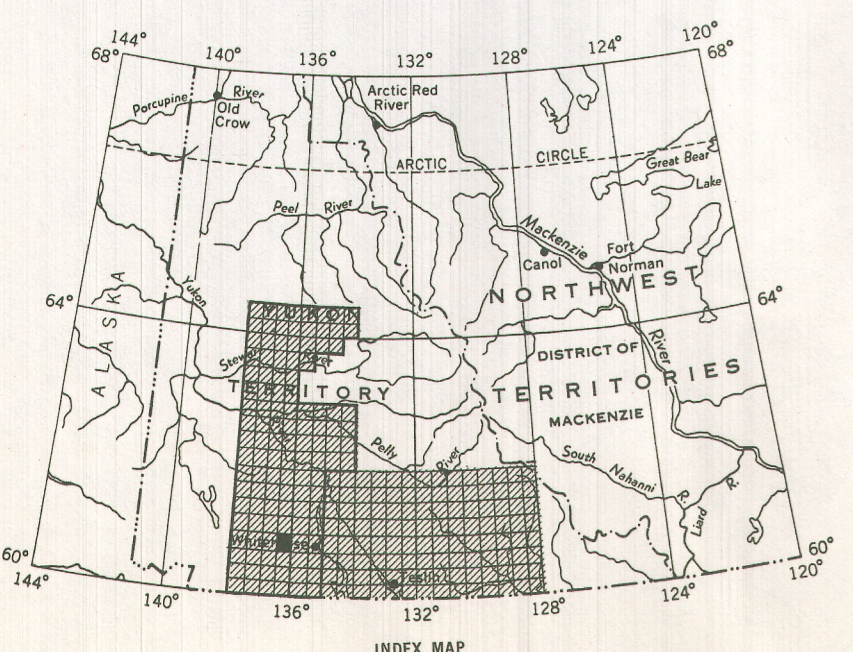 144°
68°
140°
136°
132°
128°
124°
120°
68°
Porcupine River
Old
Crow
Arctic Red
River
ARCTIC CIRCLE
Great Bear
Lake
Peel River
Mackenzie
Canol
Fort
Norman
NORTHWEST
64°
64°
ALASKA
Yukon
YUKON
Stewart River
TERRITORY
River
DISTRICT OF
TERRITORIES
MACKENZIE
Pelly
River
South
Nahanni
R.
Liard
R.
Whitehorse
Teslin
60°
144°
140°
136°
132°
128°
124°
60°
120°
INDEX MAP